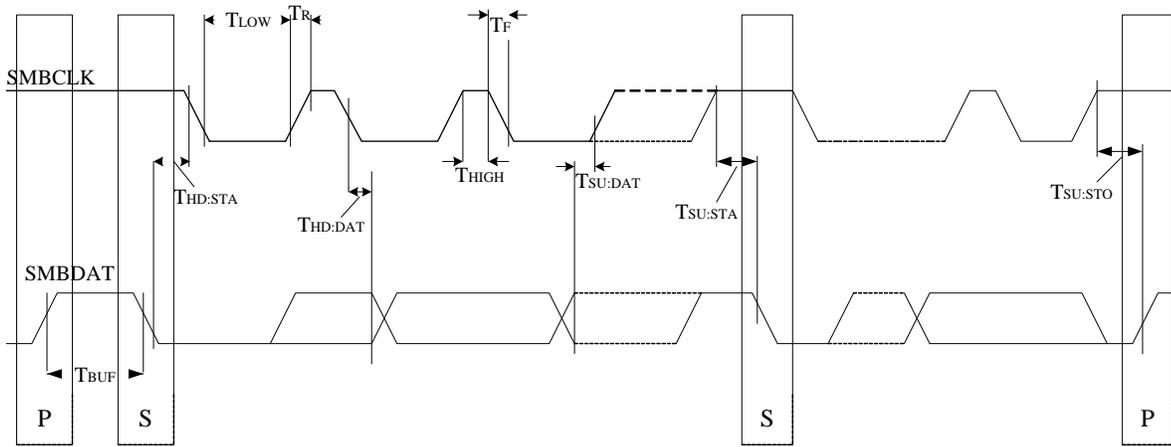 TLOW
TR
TF
SMBCLK
THD:STA
THD:DAT
THIGH
TSU:DAT
TSU:STA
TSU:STO
SMBDAT
TBUF
P
S
S
P